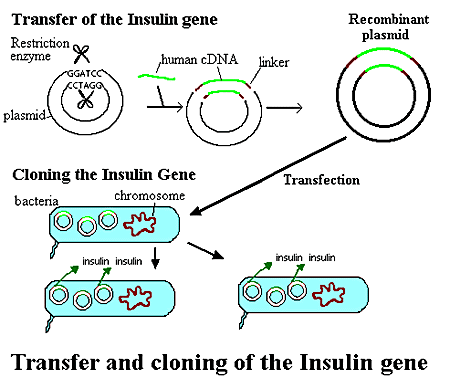 Transfer of the Insulin gene
Recombinant
plasmid
Restriction
enzyme
human cDNA
linker
GGATCC
CCTAGG
plasmid
Cloning the Insulin Gene
Transfection
bacteria
chromosome
insulin insulin
insulin insulin
Transfer and cloning of the Insulin gene